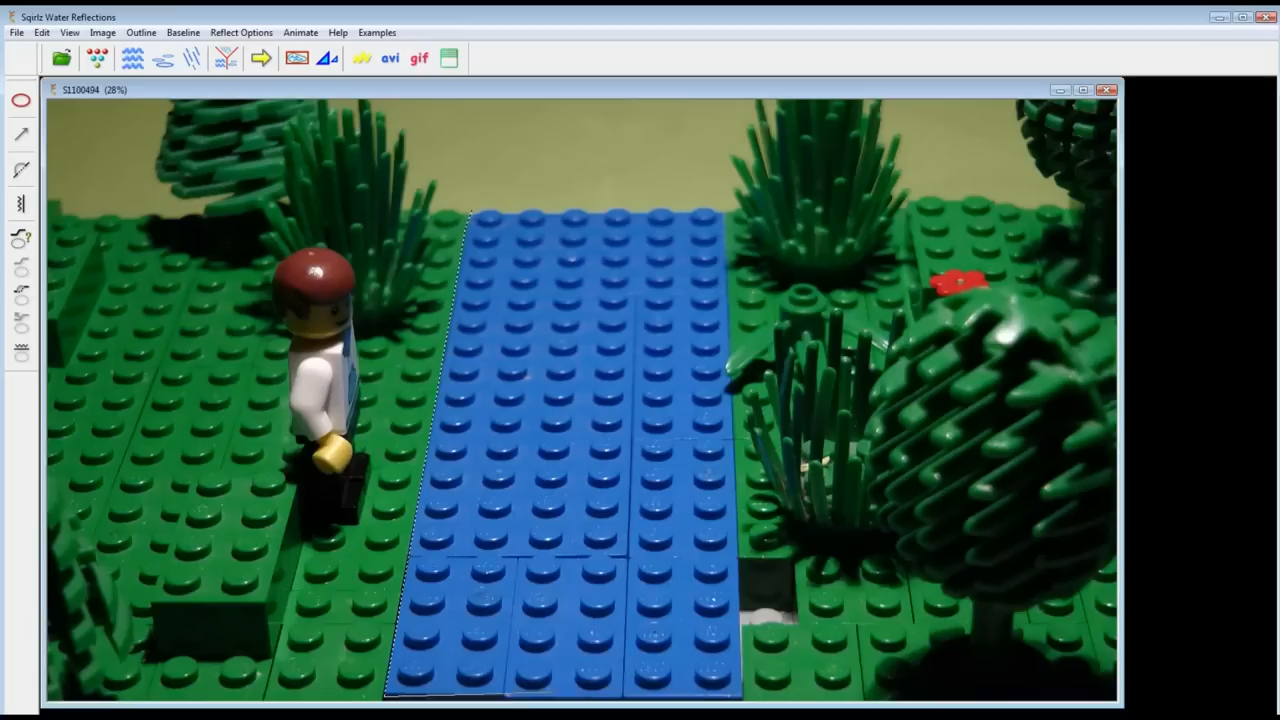 Sqirlz Water Reflections
File Edit View Image Outline Baseline Reflect Options Animate Help Examples
avi gif
S1100494 (28%)